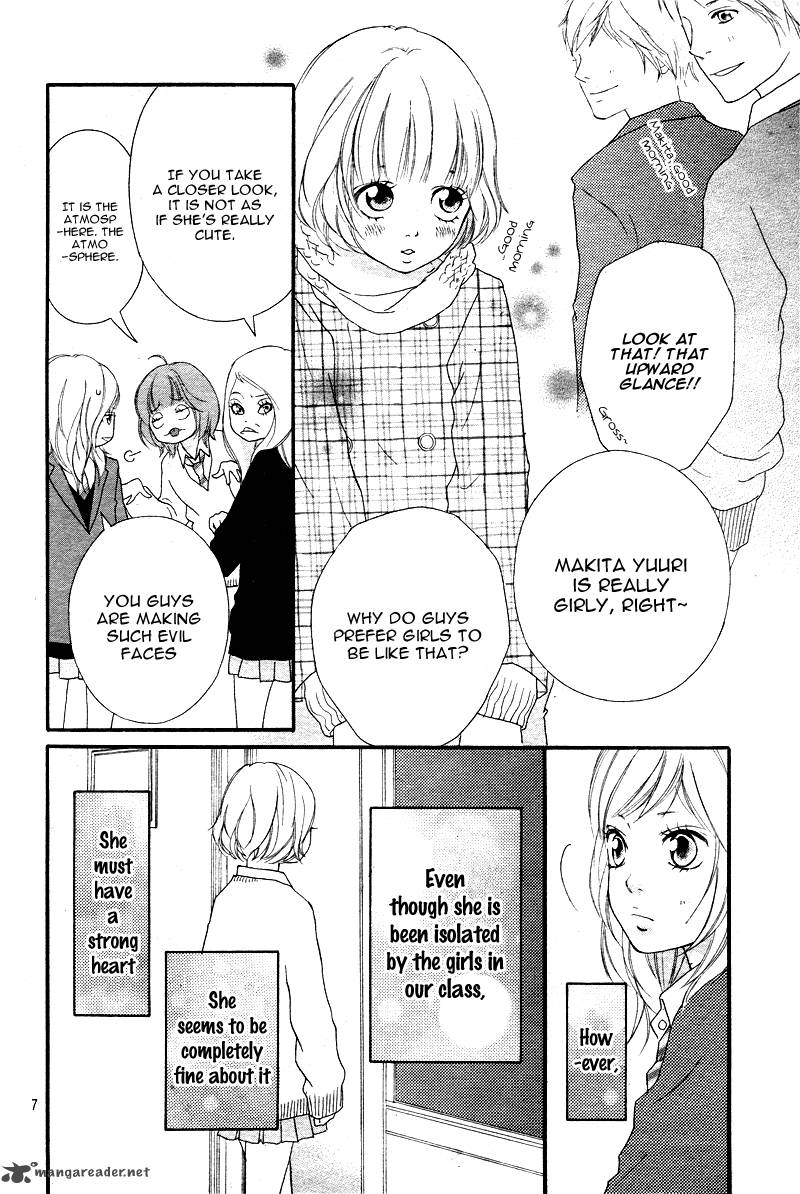 Makita, good
morning
LOOK AT
THAT! THAT
UPWARD
GLANCE!!
Gross~
MAKITA YUURI
IS REALLY
GIRLY, RIGHT~
Good
morning
WHY DO GUYS
PREFER GIRLS TO
BE LIKE THAT?
IF YOU TAKE
A CLOSER LOOK,
IT IS NOT AS
IF SHE'S REALLY
CUTE.
IT IS THE
ATMOSP
-HERE. THE
ATMO
-SPHERE.
YOU GUYS
ARE MAKING
SUCH EVIL
FACES
How
-ever,
Even
though she is
been isolated
by the girls in
our class,
She
seems to be
completely
fine about it
She
must
have
a
strong
heart
7
mangareader.net